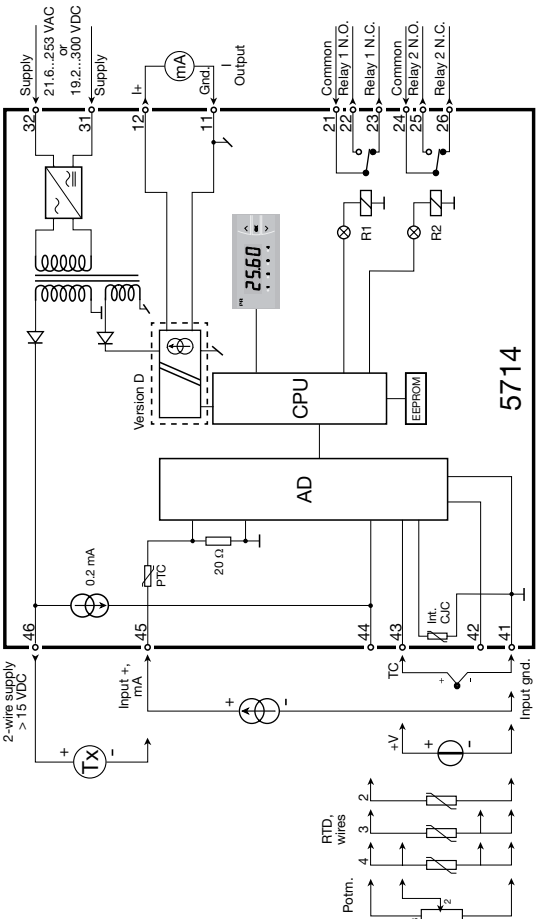 2-wire supply
> 15 VDC
Tx
+
-
Input +,
mA
+
-
TC
+
-
Input gnd.
+V
+
-
RTD,
wires
2
3
4
Potm.
2
46
45
44
43
42
41
0.2 mA
PTC
20 Ω
Int.
CJC
AD
CPU
EEPROM
Version D
PR
25.60
R1
R2
5714
32
31
12
11
21
22
23
24
25
26
Supply
21.6...253 VAC
or
19.2...300 VDC
Supply
I+
mA
Gnd.
I
Output
Common
Relay 1 N.O.
Relay 1 N.C.
Common
Relay 2 N.O.
Relay 2 N.C.